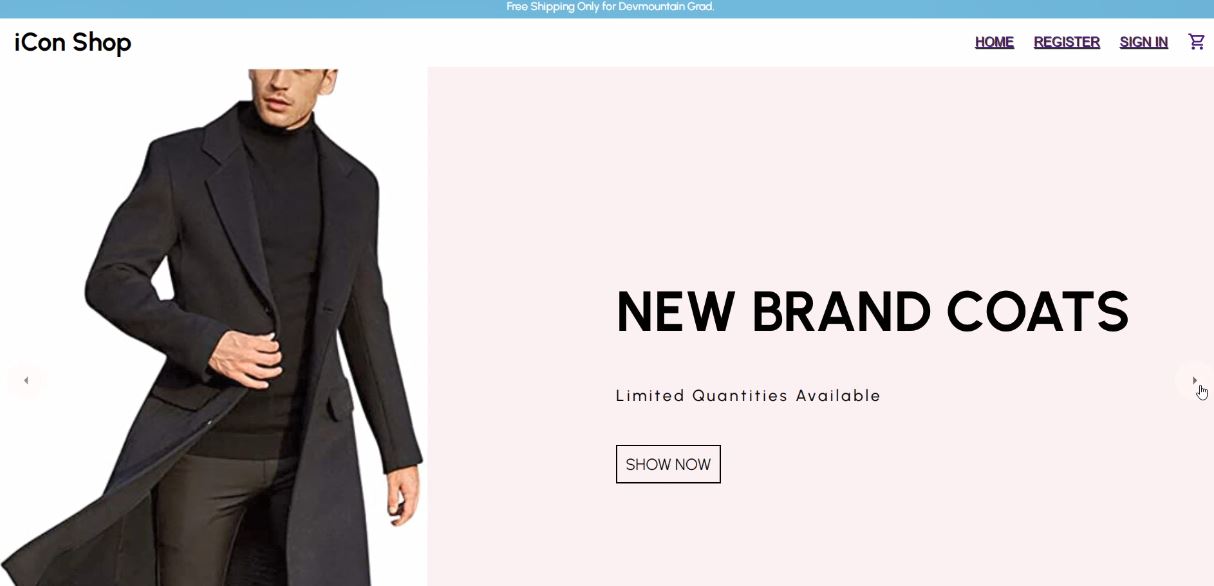 Free Shipping Only for Devmountain Grad.
iCon Shop
HOME REGISTER SIGN IN
NEW BRAND COATS
Limited Quantities Available
SHOW NOW